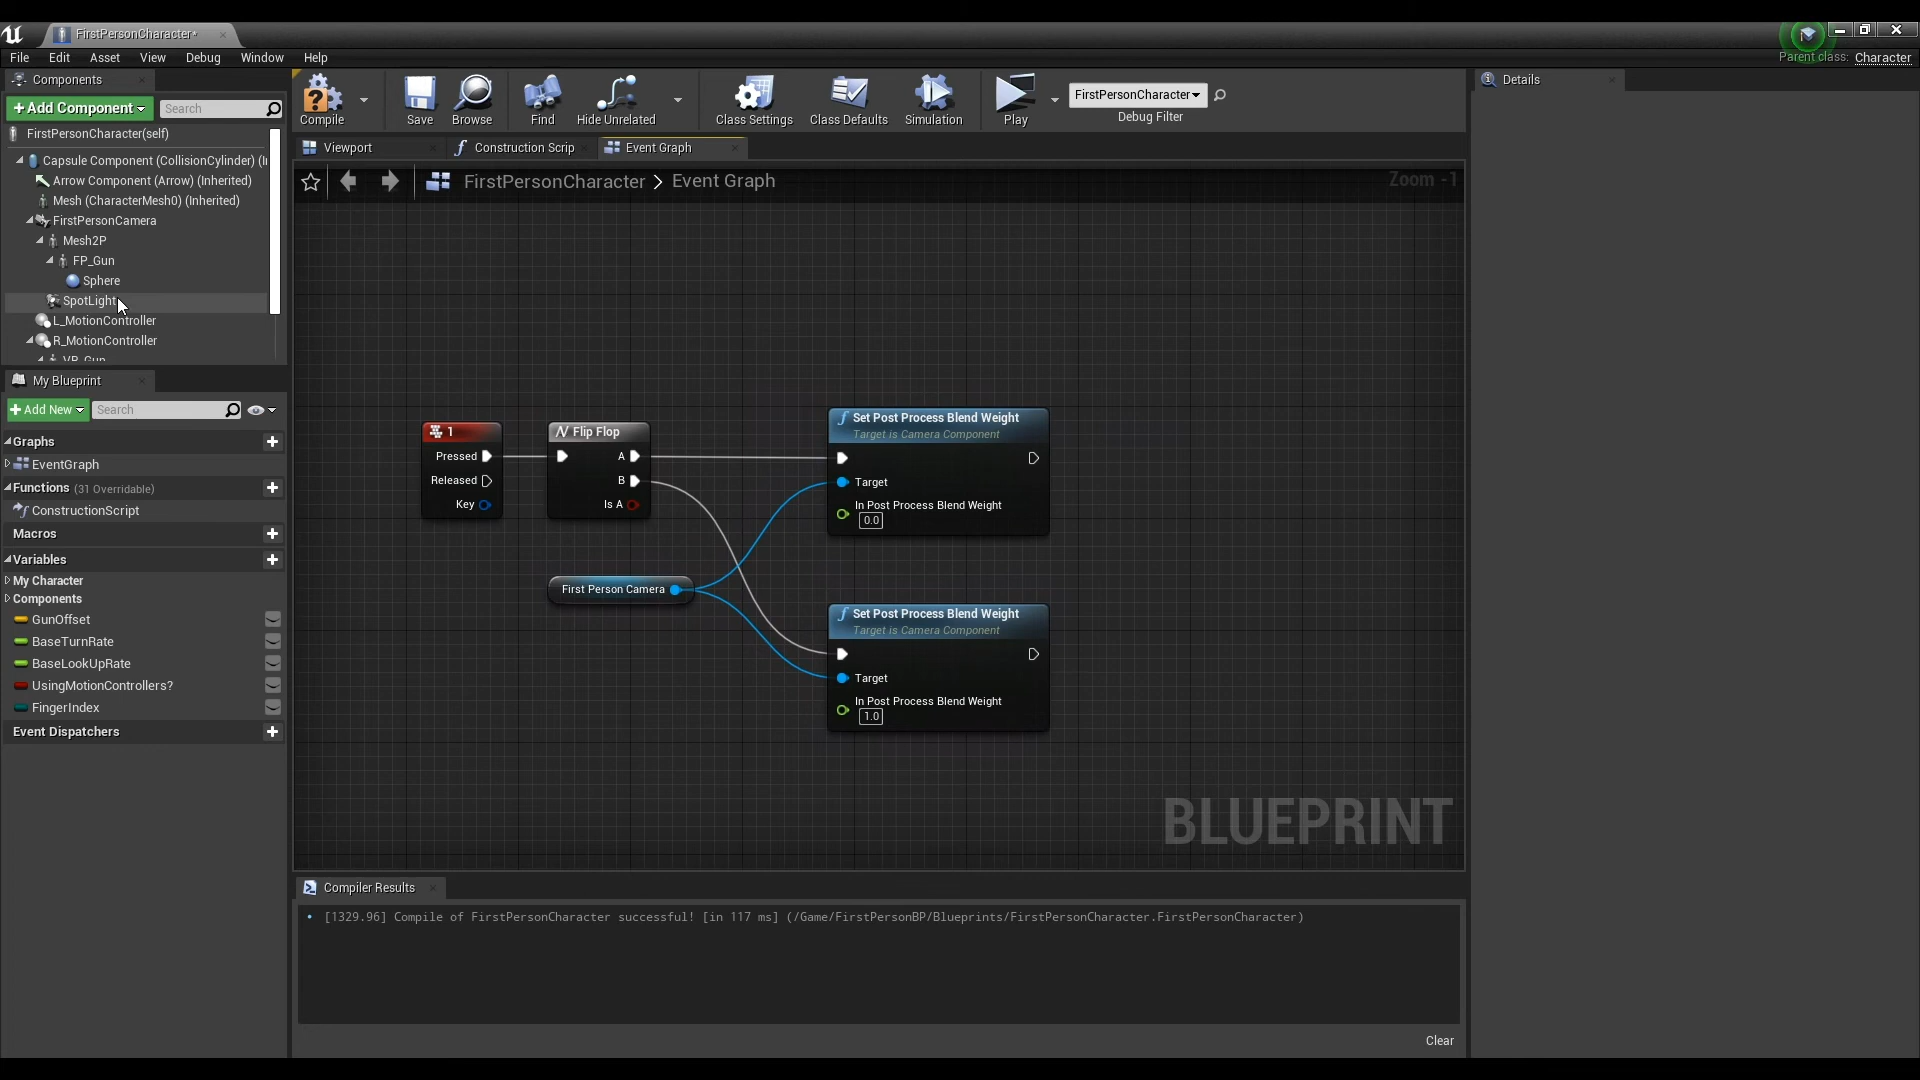 FirstPersonCharacter*
File Edit Asset View Debug Window Help
Parent class: Character
Components
+Add Component
Search
FirstPersonCharacter(self)
Capsule Component (CollisionCylinder) (I
Arrow Component (Arrow) (Inherited)
Mesh (CharacterMesh0) (Inherited)
FirstPersonCamera
Mesh2P
FP_Gun
Sphere
SpotLight
L_MotionController
R_MotionController
VR_Gun
My Blueprint
+Add New
Search
Graphs
EventGraph
Functions (31 Overridable)
ConstructionScript
Macros
Variables
My Character
Components
GunOffset
BaseTurnRate
BaseLookUpRate
UsingMotionControllers?
FingerIndex
Event Dispatchers
Compile
Save
Browse
Find
Hide Unrelated
Class Settings
Class Defaults
Simulation
Play
FirstPersonCharacter
Debug Filter
Viewport
Construction Scrip
Event Graph
FirstPersonCharacter > Event Graph
Zoom -1
1
Pressed
Released
Key
Flip Flop
A
B
Is A
First Person Camera
Set Post Process Blend Weight
Target is Camera Component
Target
In Post Process Blend Weight
0.0
Set Post Process Blend Weight
Target is Camera Component
Target
In Post Process Blend Weight
1.0
BLUEPRINT
Compiler Results
[1329.96] Compile of FirstPersonCharacter successful! [in 117 ms] (/Game/FirstPersonBP/Blueprints/FirstPersonCharacter.FirstPersonCharacter)
Clear
Details